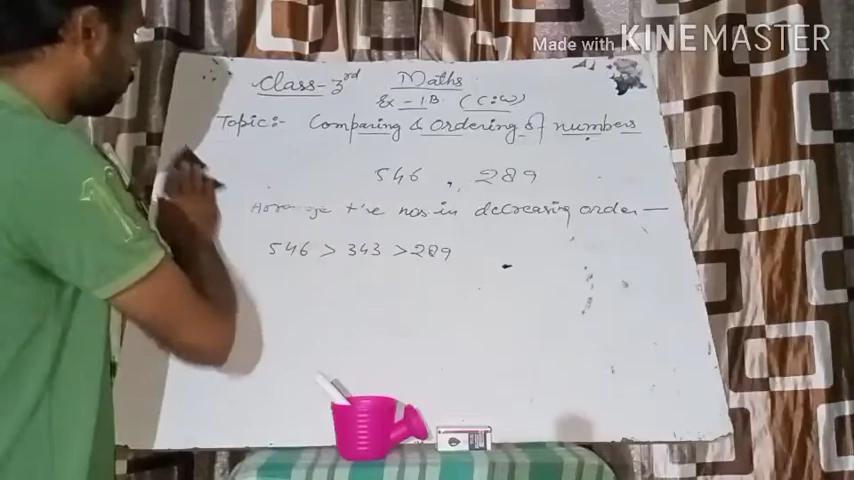 Made with KINEMASTER
Class-3rd Maths
Ex-1B (C.W)
Topic:- Comparing & Ordering of numbers
546 , 289
Arrange the nos. in decreasing order —
546 > 343 > 289